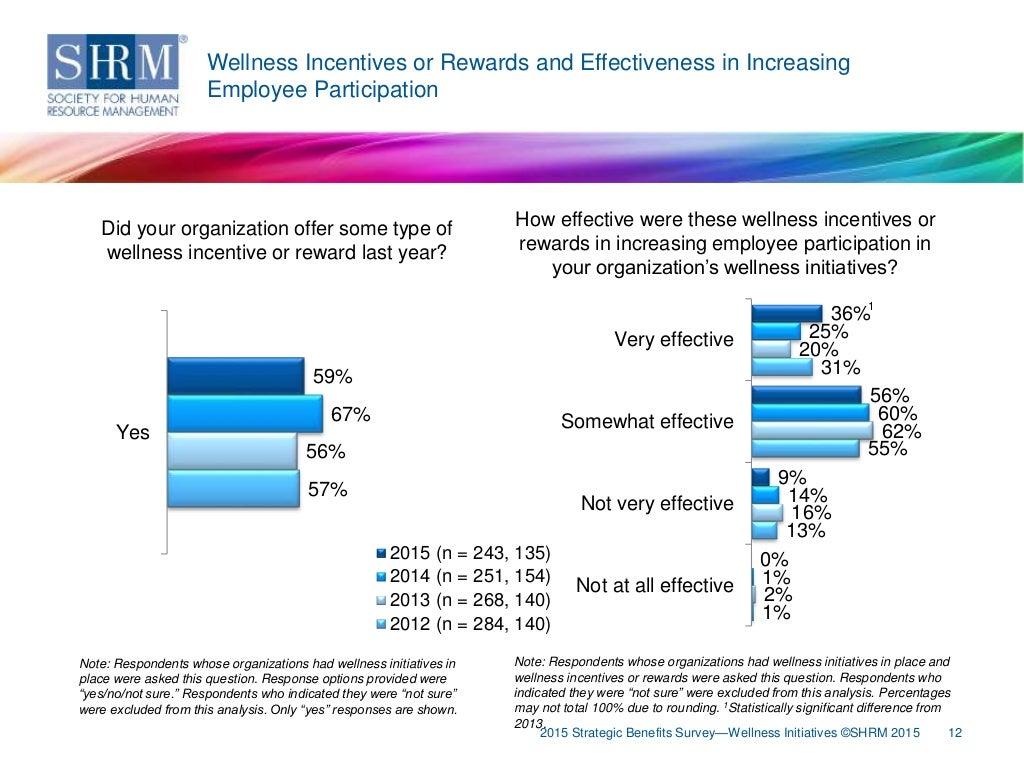 SHRM®
SOCIETY FOR HUMAN
RESOURCE MANAGEMENT
Wellness Incentives or Rewards and Effectiveness in Increasing
Employee Participation
Did your organization offer some type of
wellness incentive or reward last year?
Yes
59%
67%
56%
57%
How effective were these wellness incentives or
rewards in increasing employee participation in
your organization’s wellness initiatives?
Very effective
36%¹
25%
20%
31%
Somewhat effective
56%
60%
62%
55%
Not very effective
9%
14%
16%
13%
Not at all effective
0%
1%
2%
1%
2015 (n = 243, 135)
2014 (n = 251, 154)
2013 (n = 268, 140)
2012 (n = 284, 140)
Note: Respondents whose organizations had wellness initiatives in
place were asked this question. Response options provided were
“yes/no/not sure.” Respondents who indicated they were “not sure”
were excluded from this analysis. Only “yes” responses are shown.
Note: Respondents whose organizations had wellness initiatives in place and
wellness incentives or rewards were asked this question. Respondents who
indicated they were “not sure” were excluded from this analysis. Percentages
may not total 100% due to rounding. ¹Statistically significant difference from
2013.
2015 Strategic Benefits Survey—Wellness Initiatives ©SHRM 2015 12